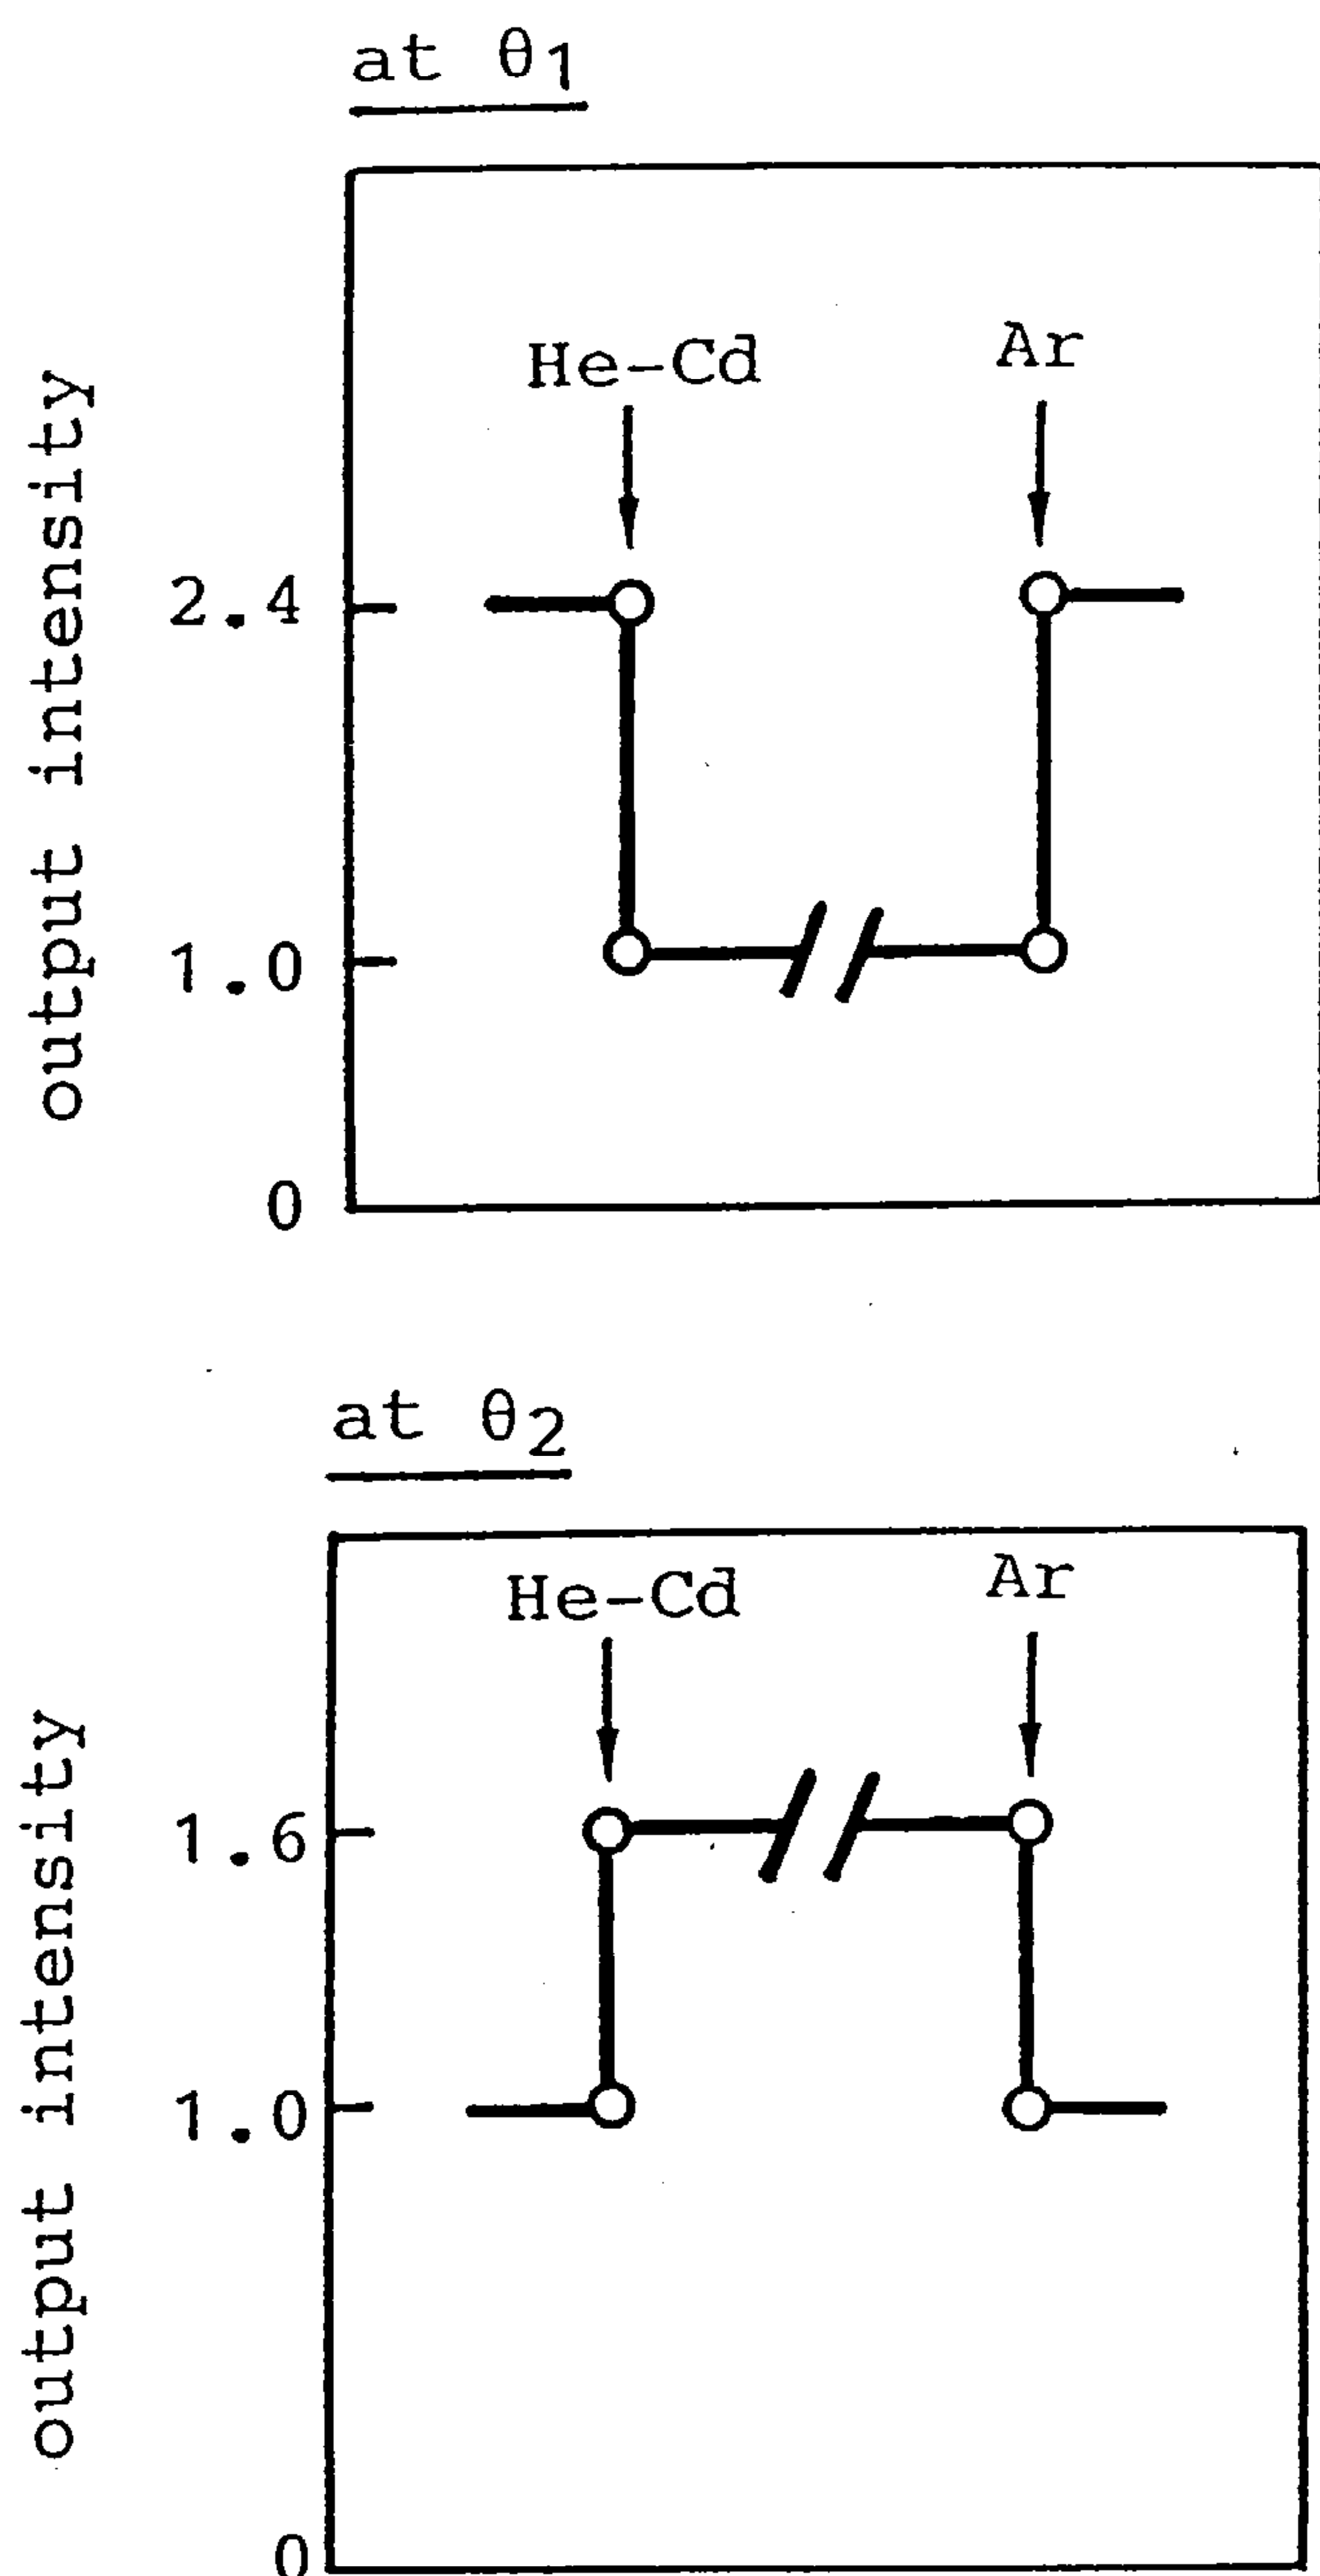 at θ1
He-Cd
Ar
output intensity
2.4
1.0
0
at θ2
He-Cd
Ar
output intensity
1.6
1.0
0